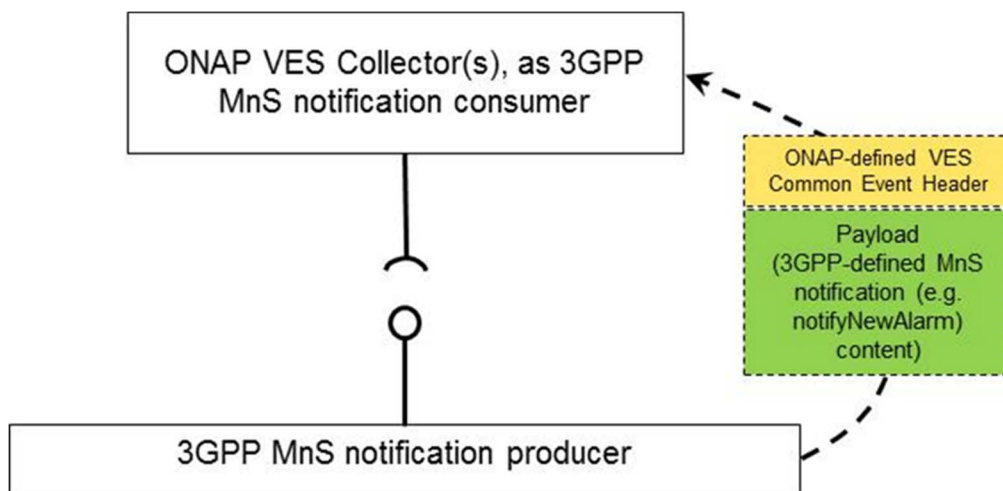 ONAP VES Collector(s), as 3GPP
MnS notification consumer
ONAP-defined VES
Common Event Header
Payload
(3GPP-defined MnS
notification (e.g.
notifyNewAlarm)
content)
3GPP MnS notification producer